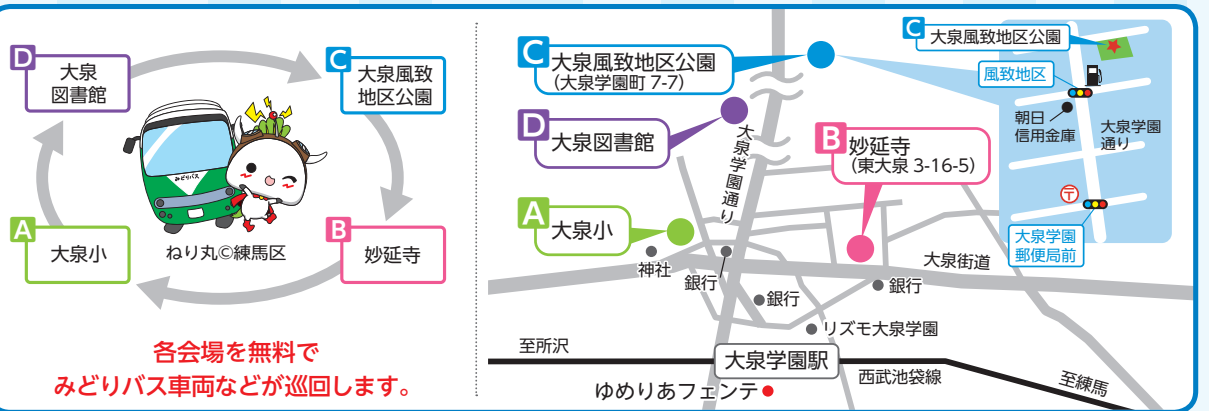 D
大泉
図書館
C
大泉風致
地区公園
みどりバス
A
大泉小
ねり丸©練馬区
B
妙延寺
各会場を無料で
みどりバス車両などが巡回します。
C
大泉風致地区公園
(大泉学園町 7-7)
D
大泉図書館
大泉学園通り
B
妙延寺
(東大泉 3-16-5)
A
大泉小
神社
銀行
銀行
銀行
大泉街道
リズモ大泉学園
至所沢
大泉学園駅
西武池袋線
至練馬
ゆめりあフェンテ
C
大泉風致地区公園
風致地区
朝日
信用金庫
大泉学園
通り
〒
大泉学園
郵便局前